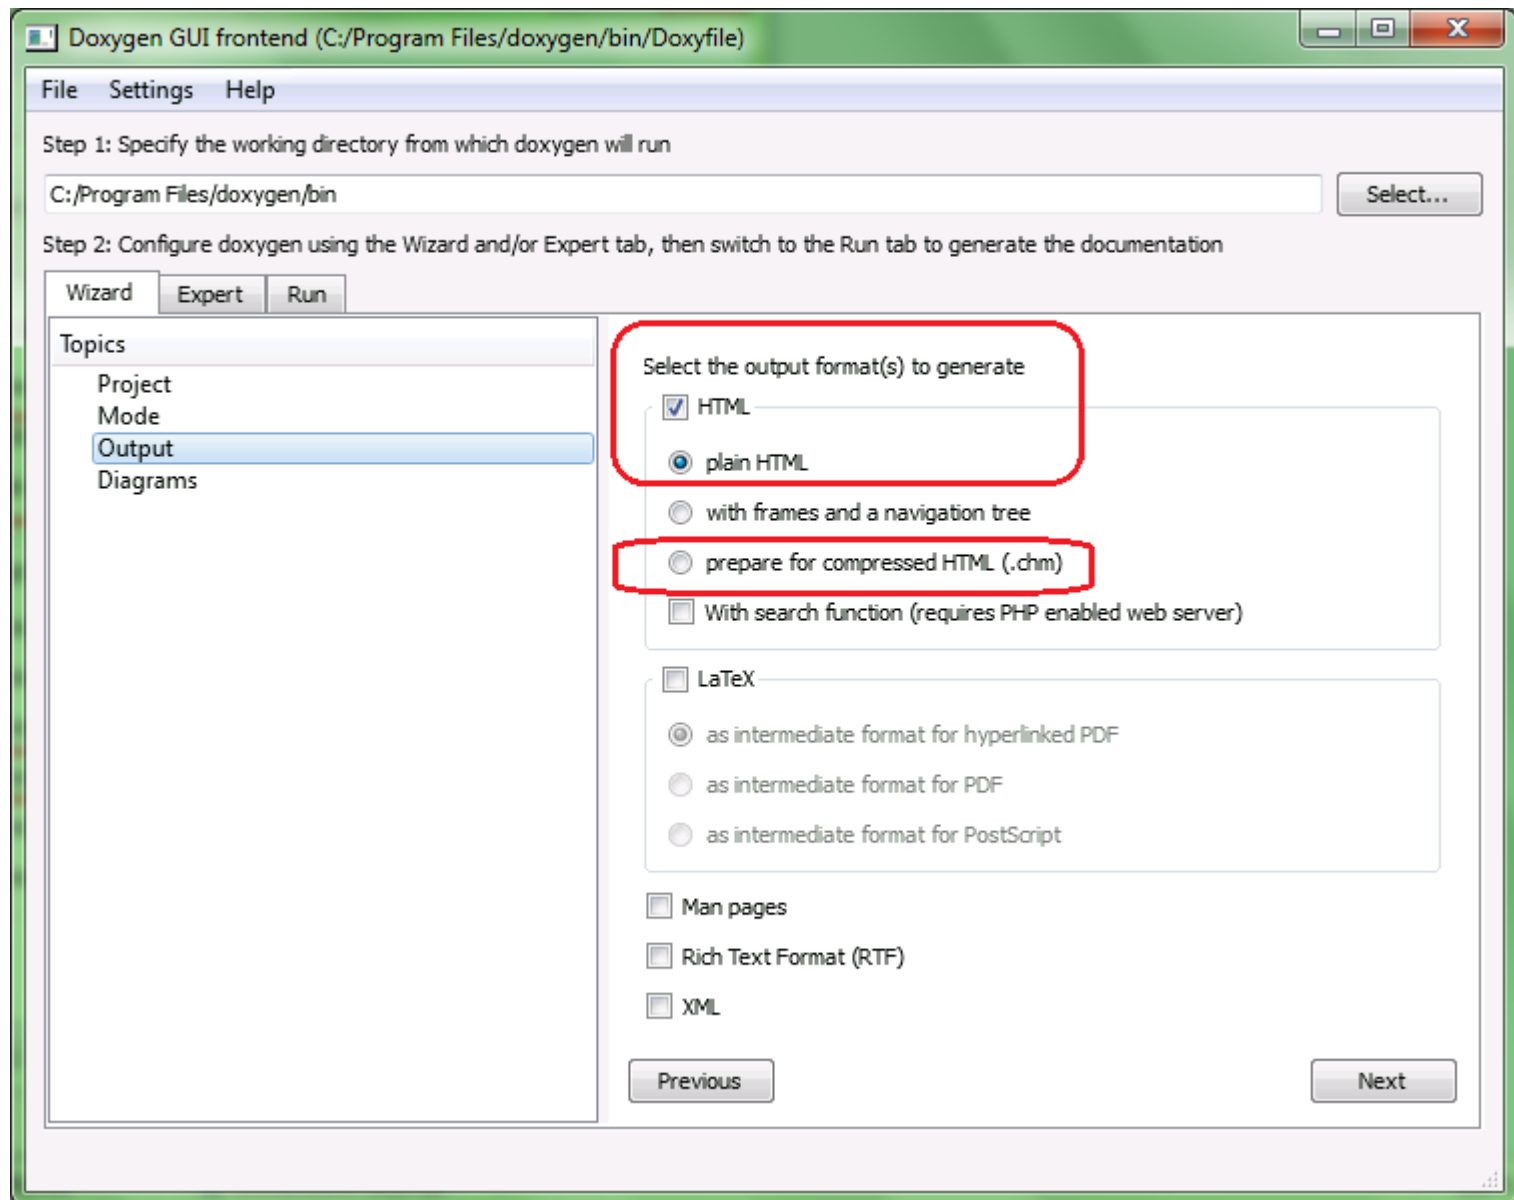 Doxygen GUI frontend (C:/Program Files/doxygen/bin/Doxyfile)
File Settings Help
Step 1: Specify the working directory from which doxygen will run
C:/Program Files/doxygen/bin Select...
Step 2: Configure doxygen using the Wizard and/or Expert tab, then switch to the Run tab to generate the documentation
Wizard Expert Run
Topics
Project
Mode
Output
Diagrams
Select the output format(s) to generate
HTML
plain HTML
with frames and a navigation tree
prepare for compressed HTML (.chm)
With search function (requires PHP enabled web server)
LaTeX
as intermediate format for hyperlinked PDF
as intermediate format for PDF
as intermediate format for PostScript
Man pages
Rich Text Format (RTF)
XML
Previous Next